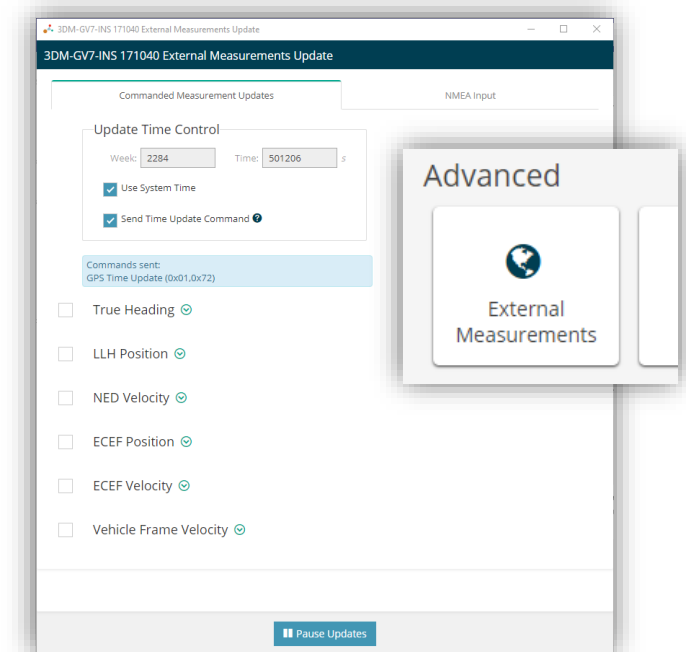 3DM-GV7-INS 171040 External Measurements Update
3DM-GV7-INS 171040 External Measurements Update
Commanded Measurement Updates
NMEA Input
Update Time Control
Week: 2284 Time: 501206 s
Use System Time
Send Time Update Command ?
Commands sent:
GPS Time Update (0x01,0x72)
True Heading
LLH Position
NED Velocity
ECEF Position
ECEF Velocity
Vehicle Frame Velocity
Pause Updates
Advanced
External
Measurements